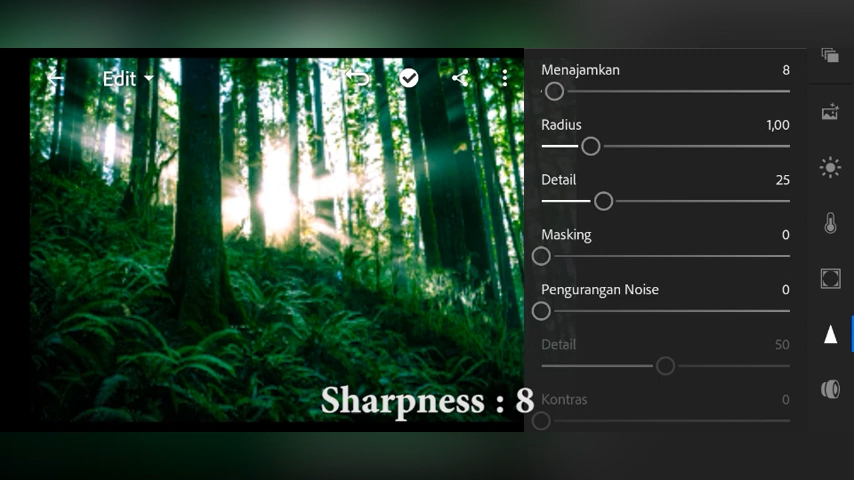 Edit
Menajamkan 8
Radius 1,00
Detail 25
Masking 0
Pengurangan Noise 0
Detail 50
Kontras 0
Sharpness : 8